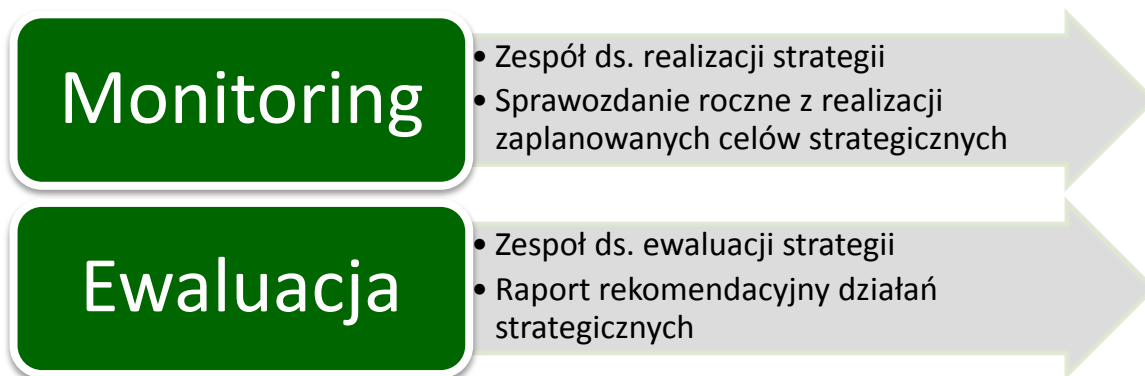 Monitoring
• Zespół ds. realizacji strategii
• Sprawozdanie roczne z realizacji
zaplanowanych celów strategicznych
Ewaluacja
• Zespoł ds. ewaluacji strategii
• Raport rekomendacyjny działań
strategicznych